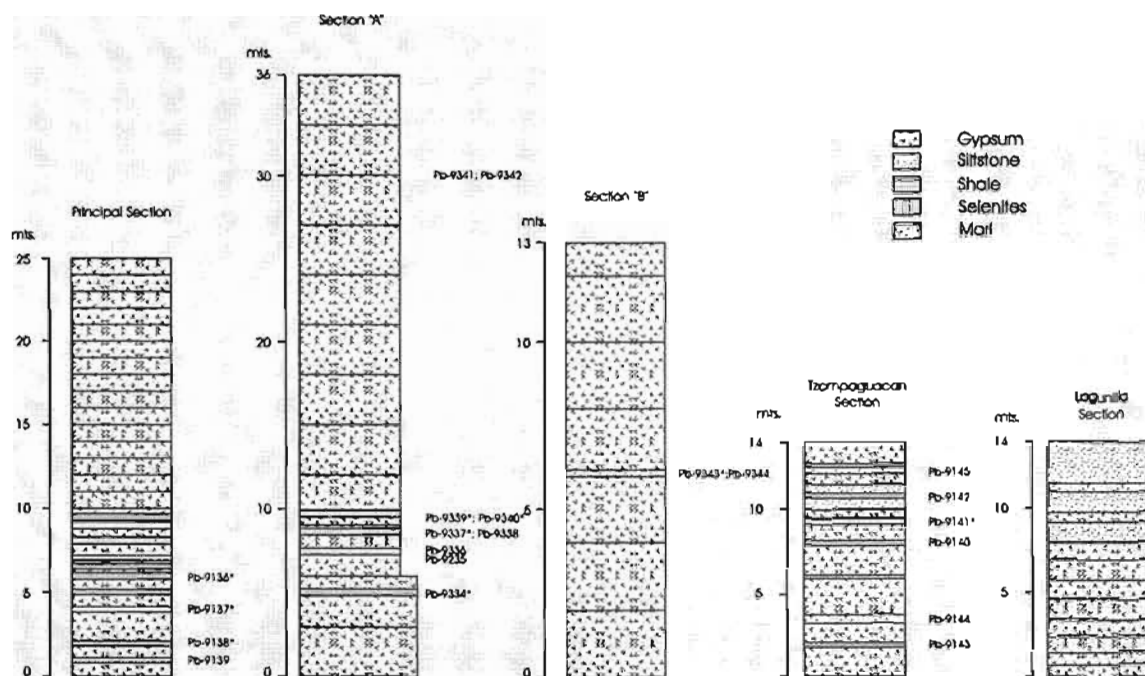 Section "A"
mts.
36
30
20
10
0
Pb-9341; Pb-9342
Pb-9339*; Pb-9340*
Pb-9337*; Pb-9338
Pb-9336
Pb-9335
Pb-9334*
Principal Section
mts.
25
20
15
10
5
0
Pb-9136*
Pb-9137*
Pb-9138*
Pb-9139
Section "B"
mts.
13
10
5
0
Pb-9343*;Pb-9344
Gypsum
Siltstone
Shale
Selenites
Marl
Tzompaguacan
Section
mts.
14
10
5
Pb-9142
Pb-9141*
Pb-9140
Pb-9144
Pb-9143
Lagunilla
Section
mts.
14
10
5